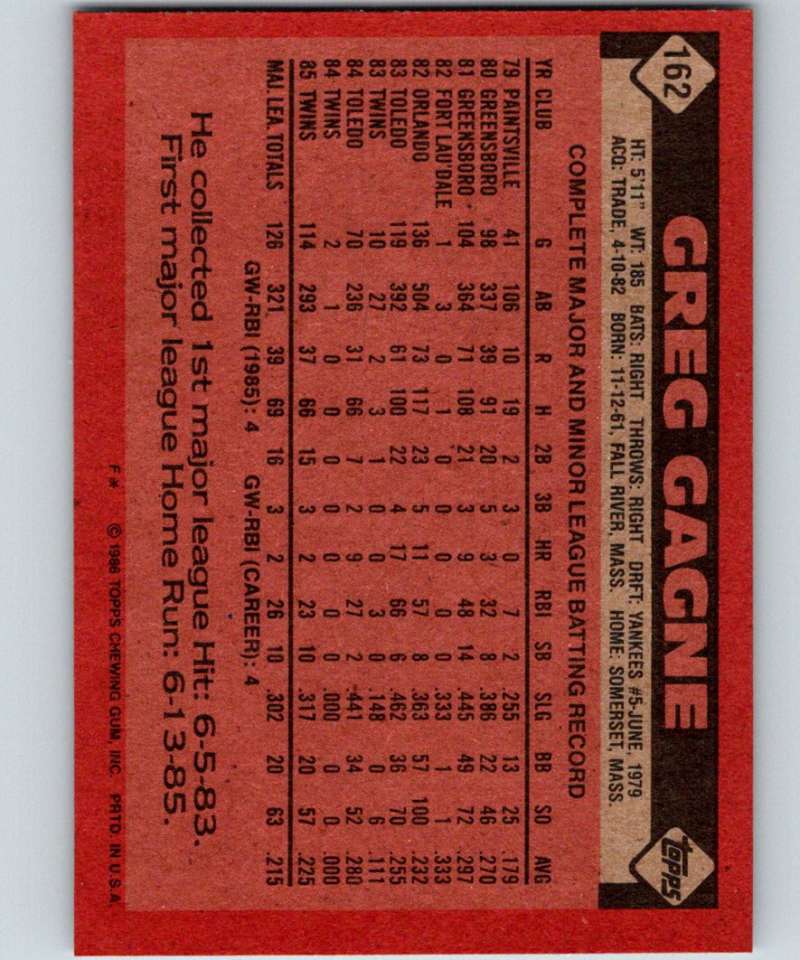 162
GREG GAGNE
topps
HT: 5'11" WT: 185 BATS: RIGHT THROWS: RIGHT DRFT: YANKEES #5-JUNE, 1979
ACQ: TRADE, 4-10-82 BORN: 11-12-61, FALL RIVER, MASS. HOME: SOMERSET, MASS.
COMPLETE MAJOR AND MINOR LEAGUE BATTING RECORD
YR CLUB G AB R H 2B 3B HR RBI SB SLG BB SO AVG
79 PAINTSVILLE 41 106 10 19 2 3 0 7 2 .255 13 25 .179
80 GREENSBORO 98 337 39 91 20 5 3 32 8 .386 22 46 .270
81 GREENSBORO 104 364 71 108 21 3 9 48 14 .445 49 72 .297
82 FORT LAU'DALE 1 3 0 1 0 0 0 0 0 .333 1 1 .333
82 ORLANDO 136 504 73 117 23 5 11 57 8 .363 57 100 .232
83 TOLEDO 119 392 61 100 22 4 17 66 6 .462 36 70 .255
83 TWINS 10 27 2 3 1 0 0 3 0 .148 0 6 .111
84 TOLEDO 70 236 31 66 7 2 9 27 2 .441 34 52 .280
84 TWINS 2 1 0 0 0 0 0 0 0 .000 0 0 .000
85 TWINS 114 293 37 66 15 3 2 23 10 .317 20 57 .225
MAJ. LEA. TOTALS 126 321 39 69 16 3 2 26 10 .302 20 63 .215
GW-RBI (1985): 4 GW-RBI (CAREER): 4
He collected 1st major league Hit: 6-5-83.
First major league Home Run: 6-13-85.
F* © 1986 TOPPS CHEWING GUM, INC. PRTD. IN U.S.A.